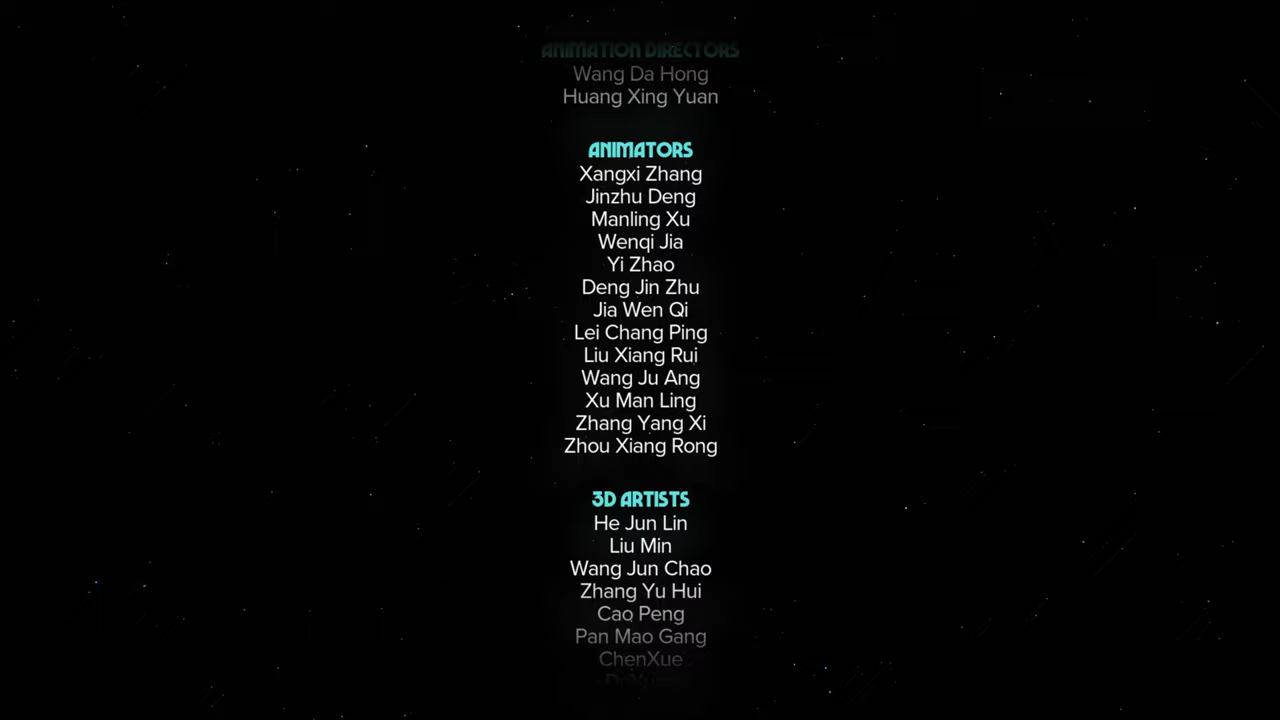 ANIMATION DIRECTORS
Wang Da Hong
Huang Xing Yuan
ANIMATORS
Xangxi Zhang
Jinzhu Deng
Manling Xu
Wenqi Jia
Yi Zhao
Deng Jin Zhu
Jia Wen Qi
Lei Chang Ping
Liu Xiang Rui
Wang Ju Ang
Xu Man Ling
Zhang Yang Xi
Zhou Xiang Rong
3D ARTISTS
He Jun Lin
Liu Min
Wang Jun Chao
Zhang Yu Hui
Cao Peng
Pan Mao Gang
ChenXue